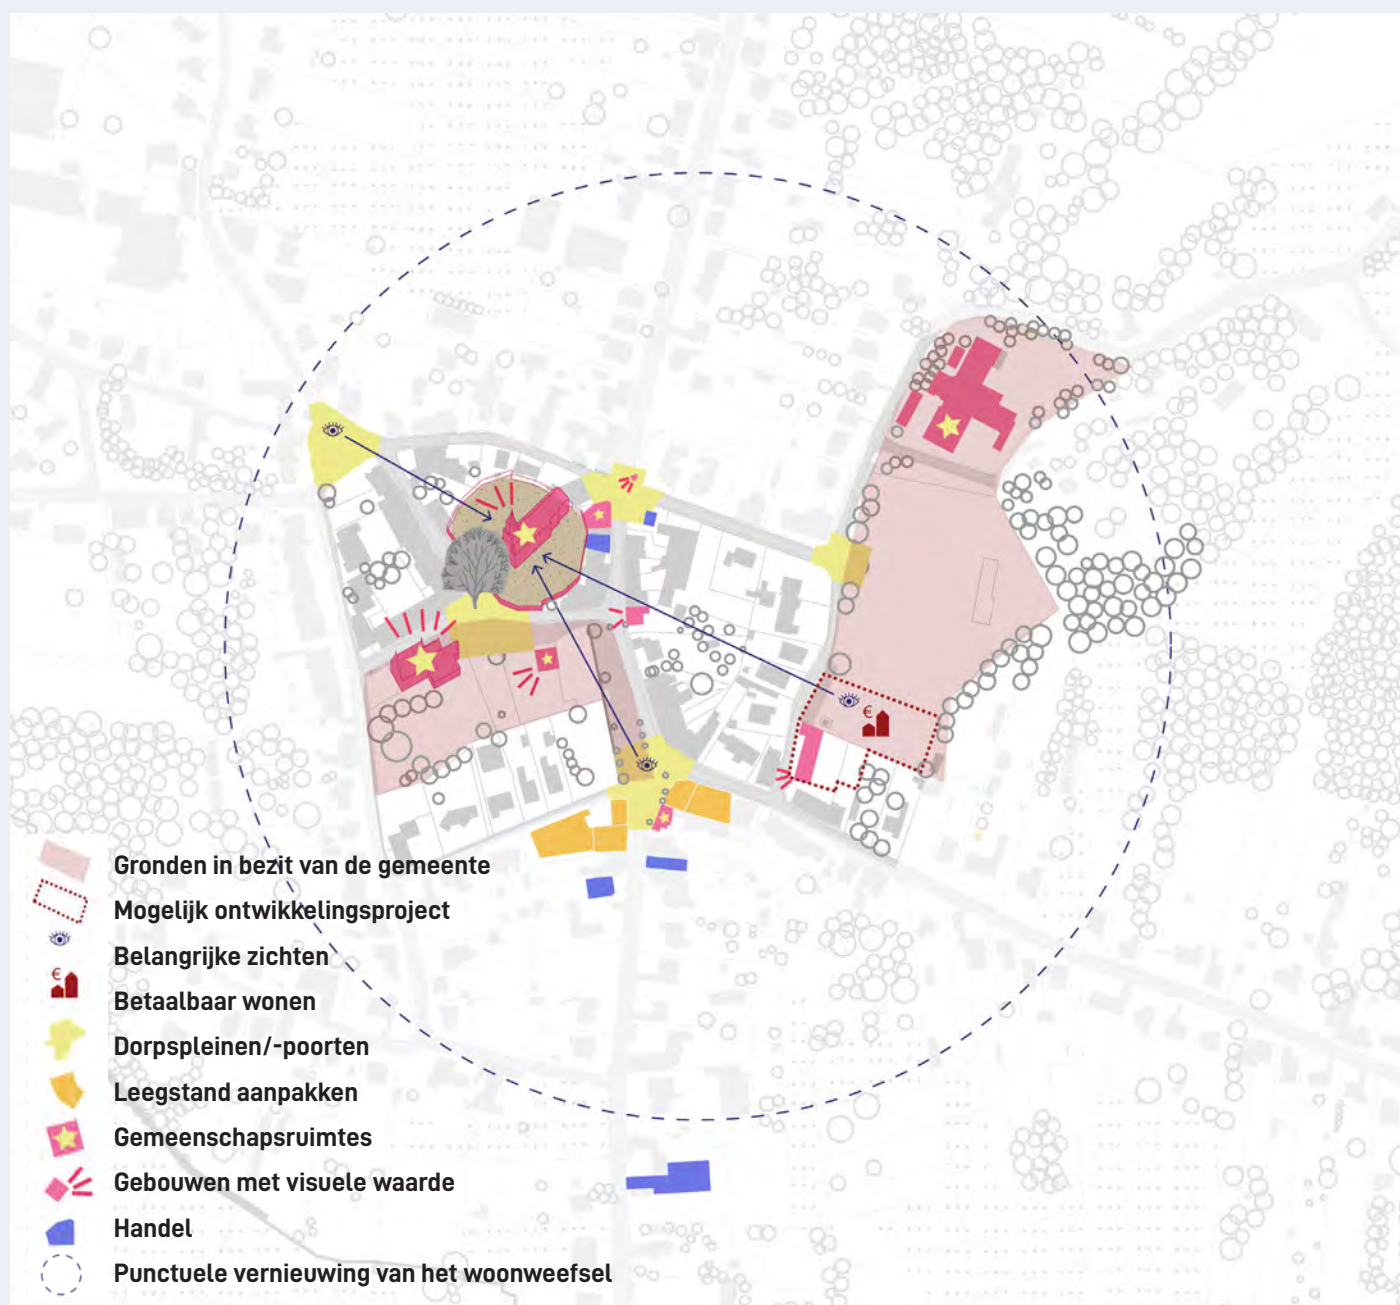 €
€
Gronden in bezit van de gemeente
Mogelijk ontwikkelingsproject
Belangrijke zichten
€
Betaalbaar wonen
Dorpspleinen/-poorten
Leegstand aanpakken
Gemeenschapsruimtes
Gebouwen met visuele waarde
Handel
Punctuele vernieuwing van het woonweefsel